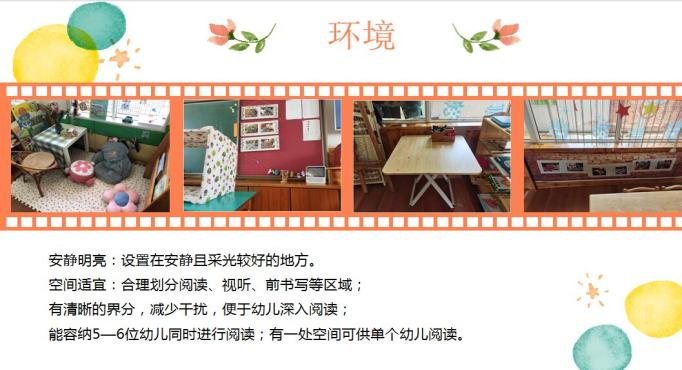 环境
安静明亮：设置在安静且采光较好的地方。
空间适宜：合理划分阅读、视听、前书写等区域；
有清晰的界分，减少干扰，便于幼儿深入阅读；
能容纳5—6位幼儿同时进行阅读；有一处空间可供单个幼儿阅读。